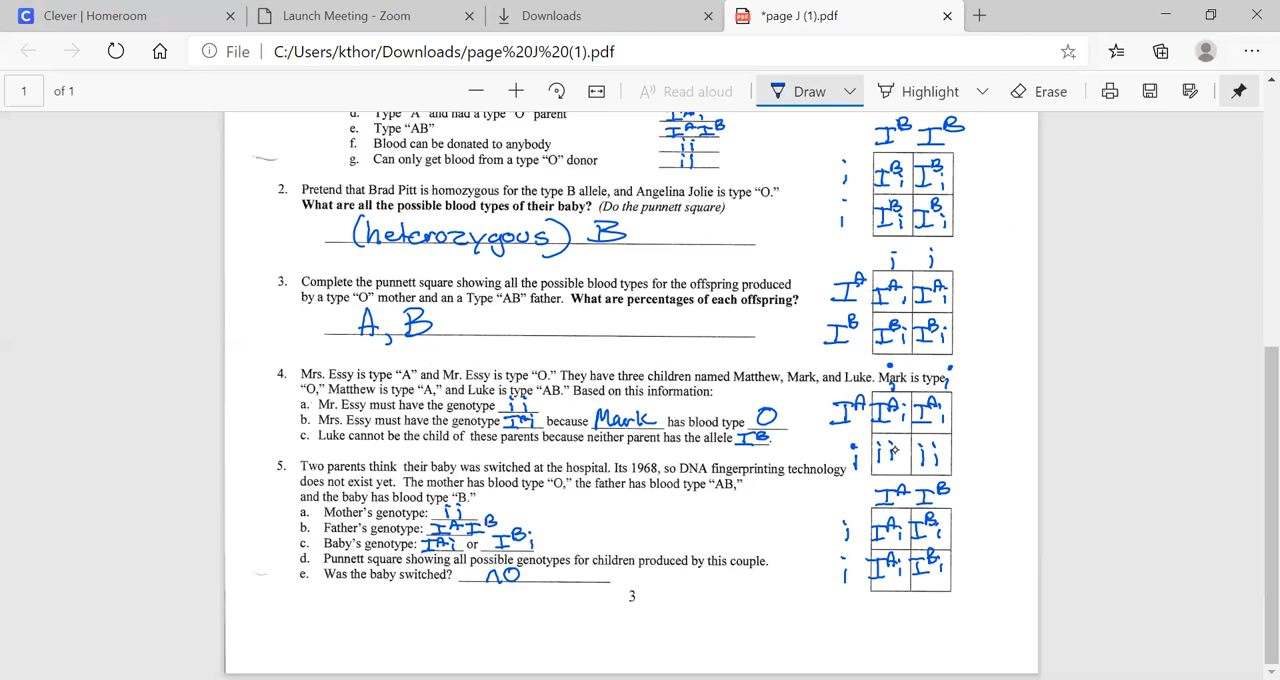 Clever | Homeroom
Launch Meeting - Zoom
Downloads
*page J (1).pdf
File
C:/Users/kthor/Downloads/page%20J%20(1).pdf
1 of 1
Read aloud
Draw
Highlight
Erase
d. Type "A" and had a type "O" parent I^A i
e. Type "AB" I^A I^B
f. Blood can be donated to anybody ii
g. Can only get blood from a type "O" donor ii
I^B I^B
i I^B i I^B i
i I^B i I^B i
2. Pretend that Brad Pitt is homozygous for the type B allele, and Angelina Jolie is type "O."
What are all the possible blood types of their baby? (Do the punnett square)
(heterozygous) B
i i
I^A I^A i I^A i
I^B I^B i I^B i
3. Complete the punnett square showing all the possible blood types for the offspring produced
by a type "O" mother and an a Type "AB" father. What are percentages of each offspring?
A, B
4. Mrs. Essy is type "A" and Mr. Essy is type "O." They have three children named Matthew, Mark, and Luke. Mark is type
"O," Matthew is type "A," and Luke is type "AB." Based on this information:
a. Mr. Essy must have the genotype ii
b. Mrs. Essy must have the genotype I^A i because Mark has blood type O
c. Luke cannot be the child of these parents because neither parent has the allele I^B.
i i
I^A I^A i I^A i
i ii ii
5. Two parents think their baby was switched at the hospital. Its 1968, so DNA fingerprinting technology
does not exist yet. The mother has blood type "O," the father has blood type "AB,"
and the baby has blood type "B."
a. Mother's genotype: ii
b. Father's genotype: I^A I^B
c. Baby's genotype: I^A i or I^B i
d. Punnett square showing all possible genotypes for children produced by this couple.
e. Was the baby switched? no
I^A I^B
i I^A i I^B i
i I^A i I^B i
3